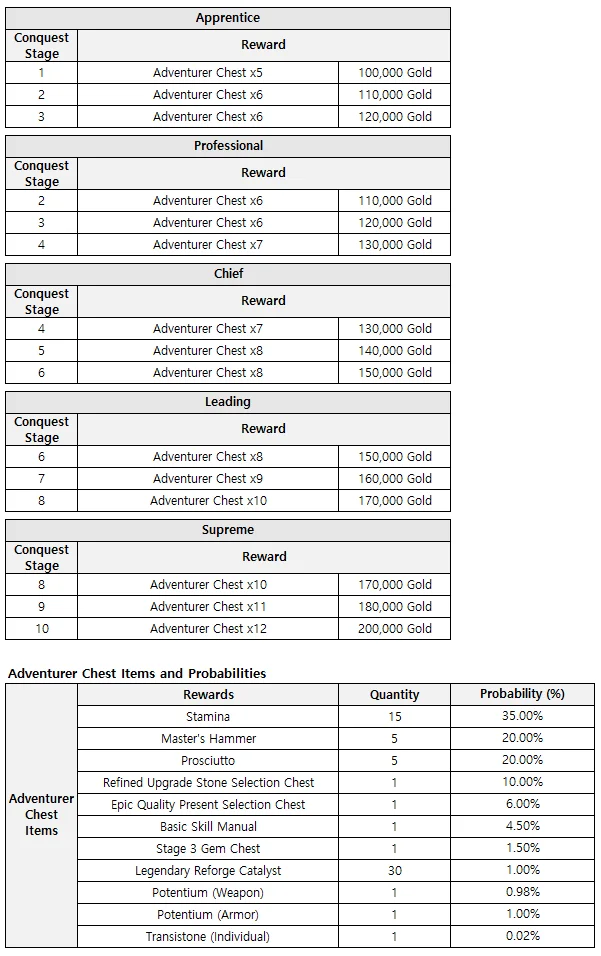 Apprentice
Conquest Stage Reward
1 Adventurer Chest x5 100,000 Gold
2 Adventurer Chest x6 110,000 Gold
3 Adventurer Chest x6 120,000 Gold
Professional
Conquest Stage Reward
2 Adventurer Chest x6 110,000 Gold
3 Adventurer Chest x6 120,000 Gold
4 Adventurer Chest x7 130,000 Gold
Chief
Conquest Stage Reward
4 Adventurer Chest x7 130,000 Gold
5 Adventurer Chest x8 140,000 Gold
6 Adventurer Chest x8 150,000 Gold
Leading
Conquest Stage Reward
6 Adventurer Chest x8 150,000 Gold
7 Adventurer Chest x9 160,000 Gold
8 Adventurer Chest x10 170,000 Gold
Supreme
Conquest Stage Reward
8 Adventurer Chest x10 170,000 Gold
9 Adventurer Chest x11 180,000 Gold
10 Adventurer Chest x12 200,000 Gold
Adventurer Chest Items and Probabilities
Adventurer Chest Items
Rewards Quantity Probability (%)
Stamina 15 35.00%
Master's Hammer 5 20.00%
Prosciutto 5 20.00%
Refined Upgrade Stone Selection Chest 1 10.00%
Epic Quality Present Selection Chest 1 6.00%
Basic Skill Manual 1 4.50%
Stage 3 Gem Chest 1 1.50%
Legendary Reforge Catalyst 30 1.00%
Potentium (Weapon) 1 0.98%
Potentium (Armor) 1 1.00%
Transistone (Individual) 1 0.02%